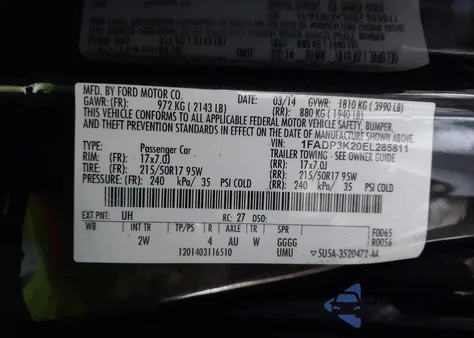 MFD. BY FORD MOTOR CO. DATE: 03/14 GVWR: 1810 KG ( 3990 LB)
GAWR: (FR): 972 KG ( 2143 LB) (RR): 880 KG ( 1940 LB)
THIS VEHICLE CONFORMS TO ALL APPLICABLE FEDERAL MOTOR VEHICLE SAFETY, BUMPER,
AND THEFT PREVENTION STANDARDS IN EFFECT ON THE DATE OF MANUFACTURE SHOWN ABOVE.
VIN: 1FADP3K20EL285811
TYPE: Passenger Car TRAILER TOWING - SEE OWNER GUIDE
RIM: (FR): 17x7.0J (RR): 17x7.0J
TIRE: (FR): 215/50R17 95W (RR): 215/50R17 95W
PRESSURE: (FR): 240 kPa/ 35 PSI COLD (RR): 240 kPa/ 35 PSI COLD
EXT PNT: UH RC: 27 DSO:
WB INT TR TP/PS R AXLE TR SPR F0065
2W 4 AU W GGGG R0056
1201403116510 UMU 5U5A-3520472-AA